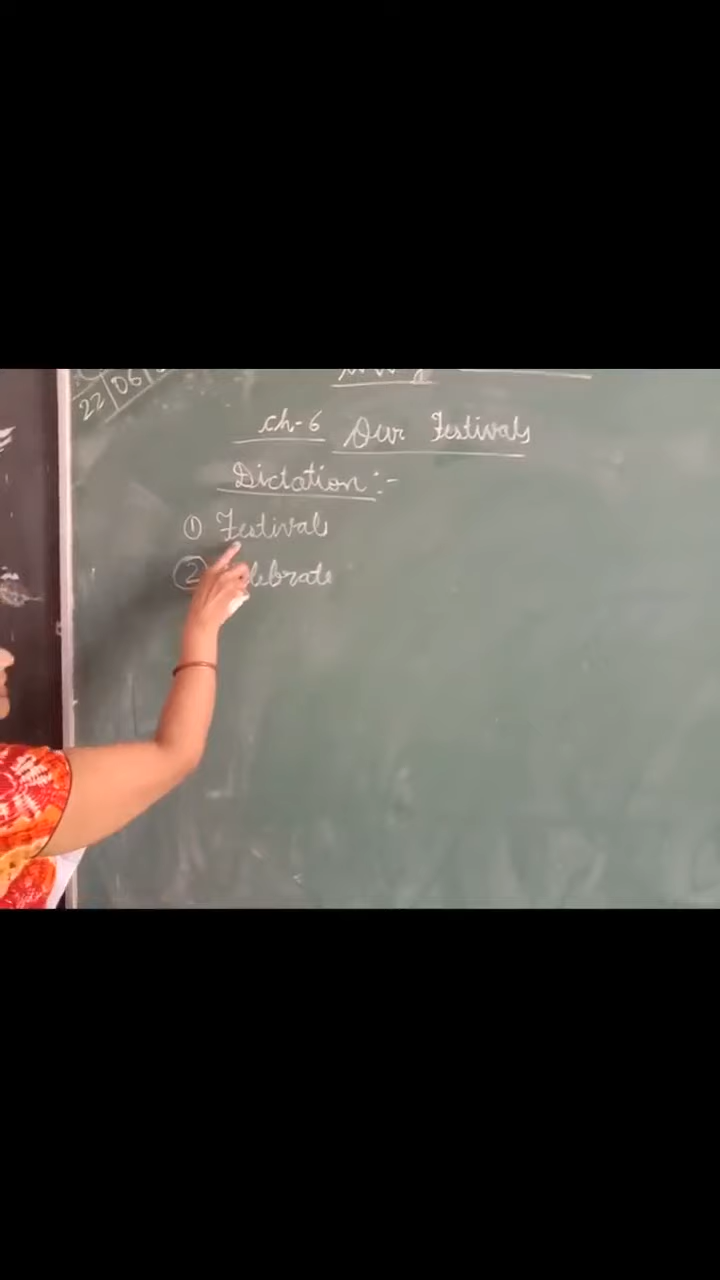 22/06/
ch-6 Our Festivals
Dictation:-
① Festivals
② Celebrate